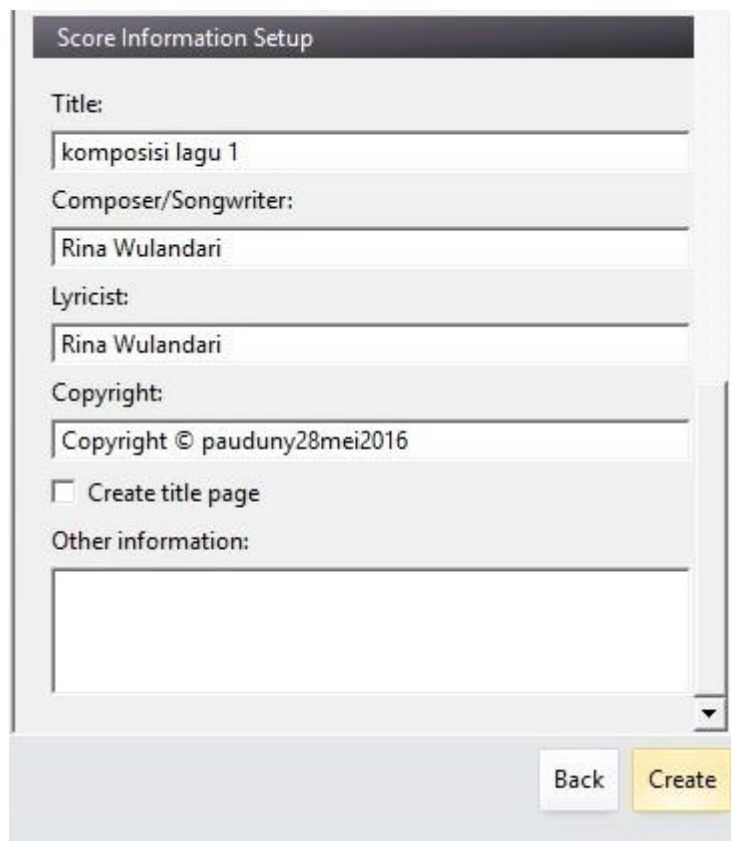 Score Information Setup
Title:
komposisi lagu 1
Composer/Songwriter:
Rina Wulandari
Lyricist:
Rina Wulandari
Copyright:
Copyright © pauduny28mei2016
Create title page
Other information:
Back Create